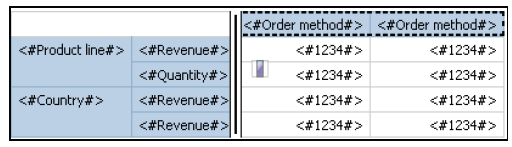 <#Order method#> <#Order method#>
<#Product line#> <#Revenue#> <#1234#> <#1234#>
<#Quantity#> <#1234#> <#1234#>
<#Country#> <#Revenue#> <#1234#> <#1234#>
<#Revenue#> <#1234#> <#1234#>